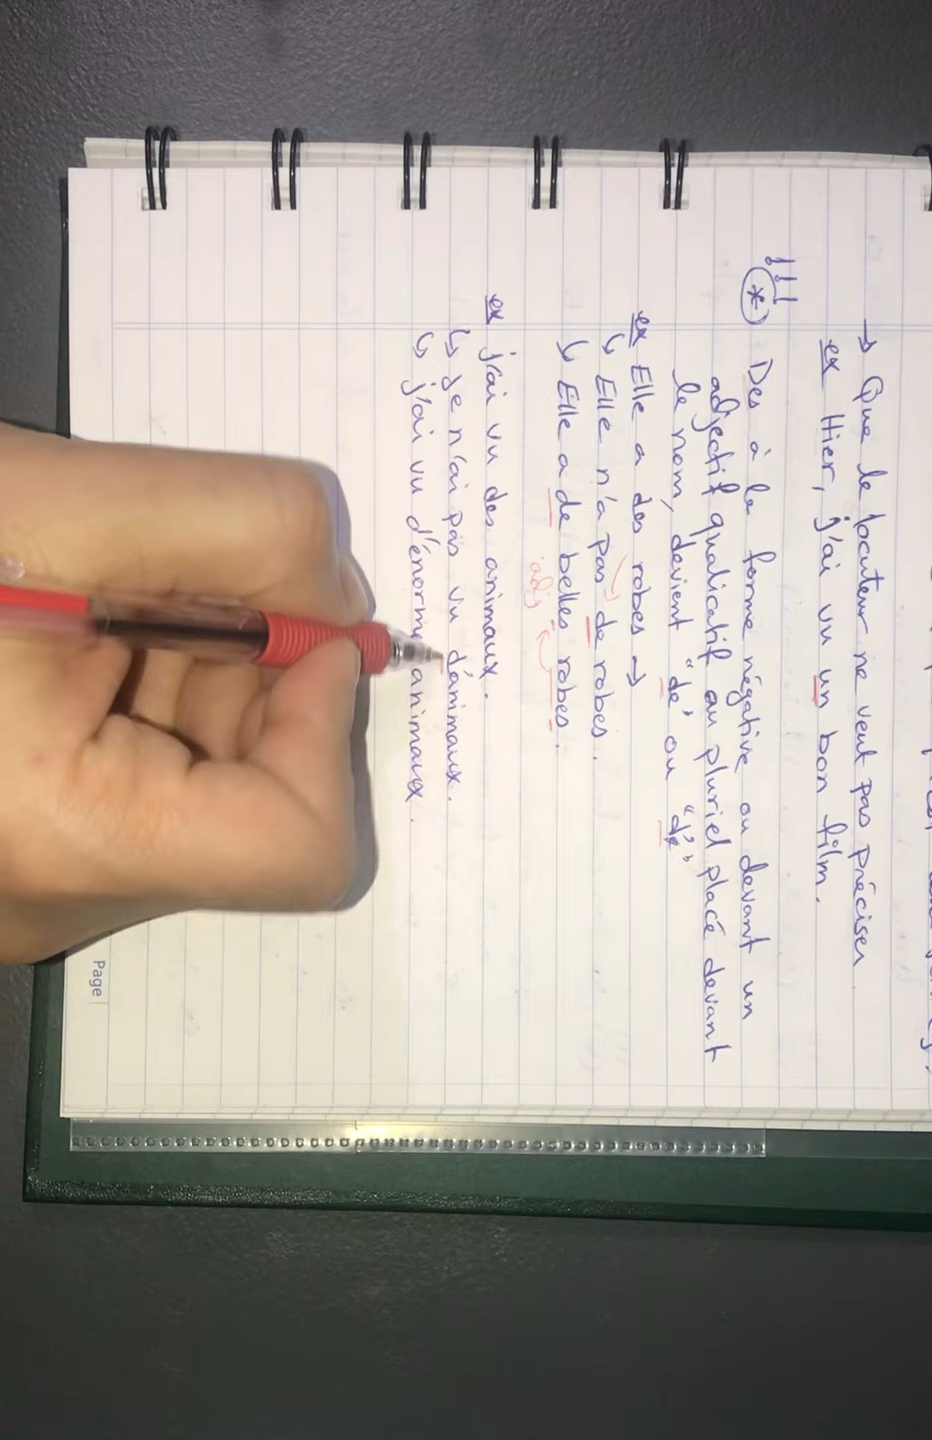 → Que le locuteur ne veut pas préciser
ex Hier, j'ai vu un bon film.
!!!
* Des à la forme négative ou devant un
adjectif qualicatif au pluriel placé devant
le nom, devient "de" ou "d'"
ex Elle a des robes →
↳ Elle n'a pas de robes.
↳ Elle a de belles robes.
adj
ex j'ai vu des animaux.
↳ Je n'ai pas vu d'animaux.
↳ j'ai vu d'énormes animaux.
Page